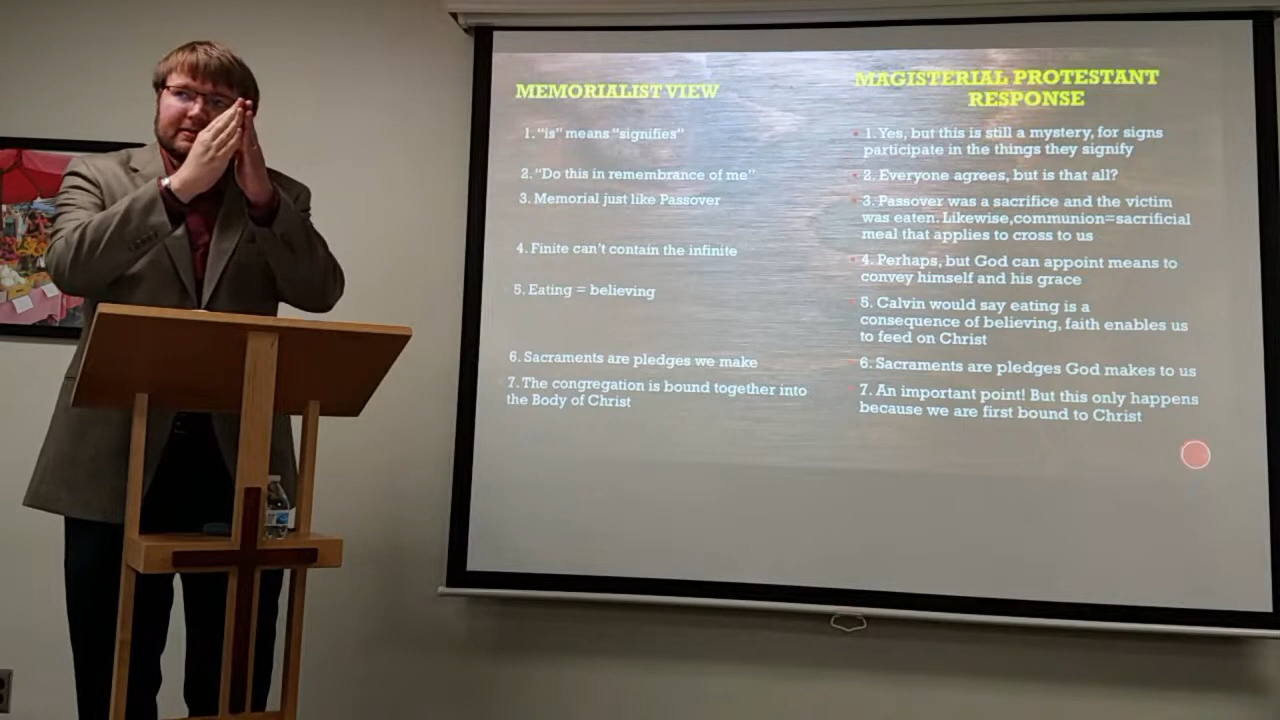 MEMORIALIST VIEW
1. "is" means "signifies"
2. "Do this in remembrance of me"
3. Memorial just like Passover
4. Finite can't contain the infinite
5. Eating = believing
6. Sacraments are pledges we make
7. The congregation is bound together into
the Body of Christ
MAGISTERIAL PROTESTANT
RESPONSE
• 1. Yes, but this is still a mystery, for signs
participate in the things they signify
• 2. Everyone agrees, but is that all?
• 3. Passover was a sacrifice and the victim
was eaten. Likewise,communion=sacrificial
meal that applies to cross to us
• 4. Perhaps, but God can appoint means to
convey himself and his grace
• 5. Calvin would say eating is a
consequence of believing, faith enables us
to feed on Christ
• 6. Sacraments are pledges God makes to us
• 7. An important point! But this only happens
because we are first bound to Christ